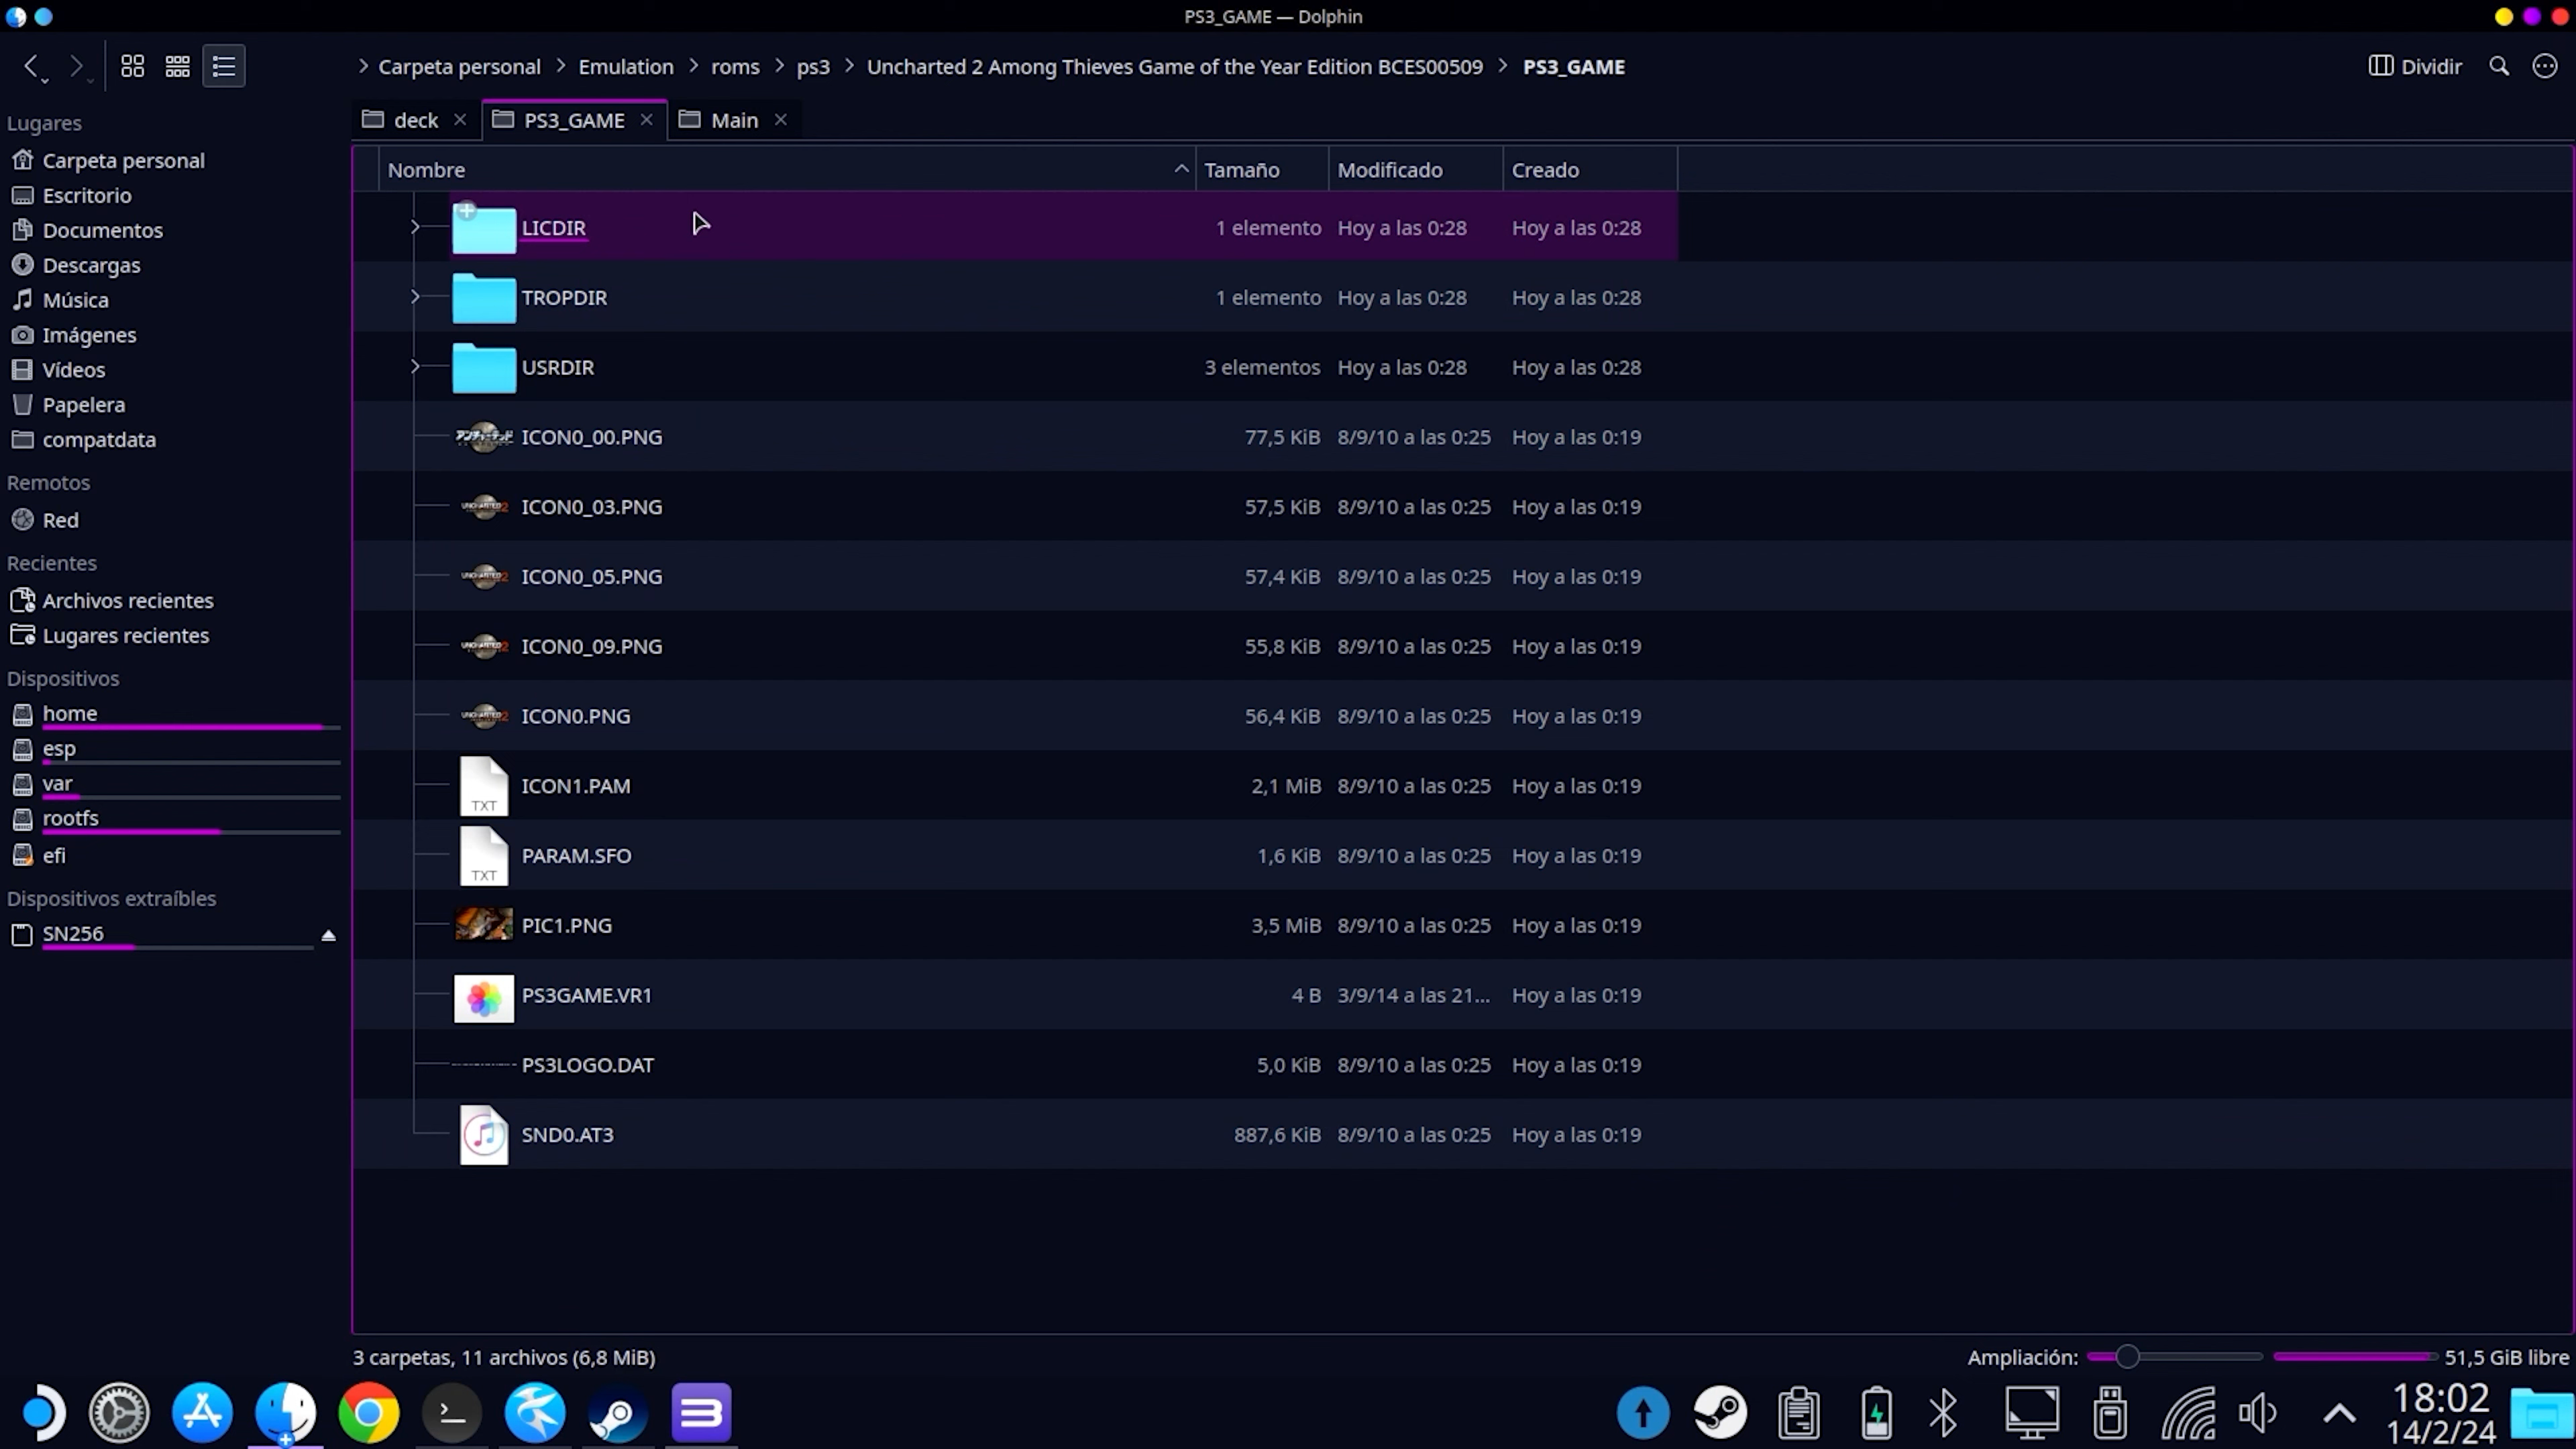 PS3_GAME — Dolphin
Carpeta personal > Emulation > roms > ps3 > Uncharted 2 Among Thieves Game of the Year Edition BCES00509 > PS3_GAME
Dividir
deck
PS3_GAME
Main
Lugares
Carpeta personal
Escritorio
Documentos
Descargas
Música
Imágenes
Vídeos
Papelera
compatdata
Remotos
Red
Recientes
Archivos recientes
Lugares recientes
Dispositivos
home
esp
var
rootfs
efi
Dispositivos extraíbles
SN256
Nombre Tamaño Modificado Creado
LICDIR 1 elemento Hoy a las 0:28 Hoy a las 0:28
TROPDIR 1 elemento Hoy a las 0:28 Hoy a las 0:28
USRDIR 3 elementos Hoy a las 0:28 Hoy a las 0:28
ICON0_00.PNG 77,5 KiB 8/9/10 a las 0:25 Hoy a las 0:19
ICON0_03.PNG 57,5 KiB 8/9/10 a las 0:25 Hoy a las 0:19
ICON0_05.PNG 57,4 KiB 8/9/10 a las 0:25 Hoy a las 0:19
ICON0_09.PNG 55,8 KiB 8/9/10 a las 0:25 Hoy a las 0:19
ICON0.PNG 56,4 KiB 8/9/10 a las 0:25 Hoy a las 0:19
TXT ICON1.PAM 2,1 MiB 8/9/10 a las 0:25 Hoy a las 0:19
TXT PARAM.SFO 1,6 KiB 8/9/10 a las 0:25 Hoy a las 0:19
PIC1.PNG 3,5 MiB 8/9/10 a las 0:25 Hoy a las 0:19
PS3GAME.VR1 4 B 3/9/14 a las 21... Hoy a las 0:19
PS3LOGO.DAT 5,0 KiB 8/9/10 a las 0:25 Hoy a las 0:19
SND0.AT3 887,6 KiB 8/9/10 a las 0:25 Hoy a las 0:19
3 carpetas, 11 archivos (6,8 MiB)
Ampliación:
51,5 GiB libre
18:02
14/2/24